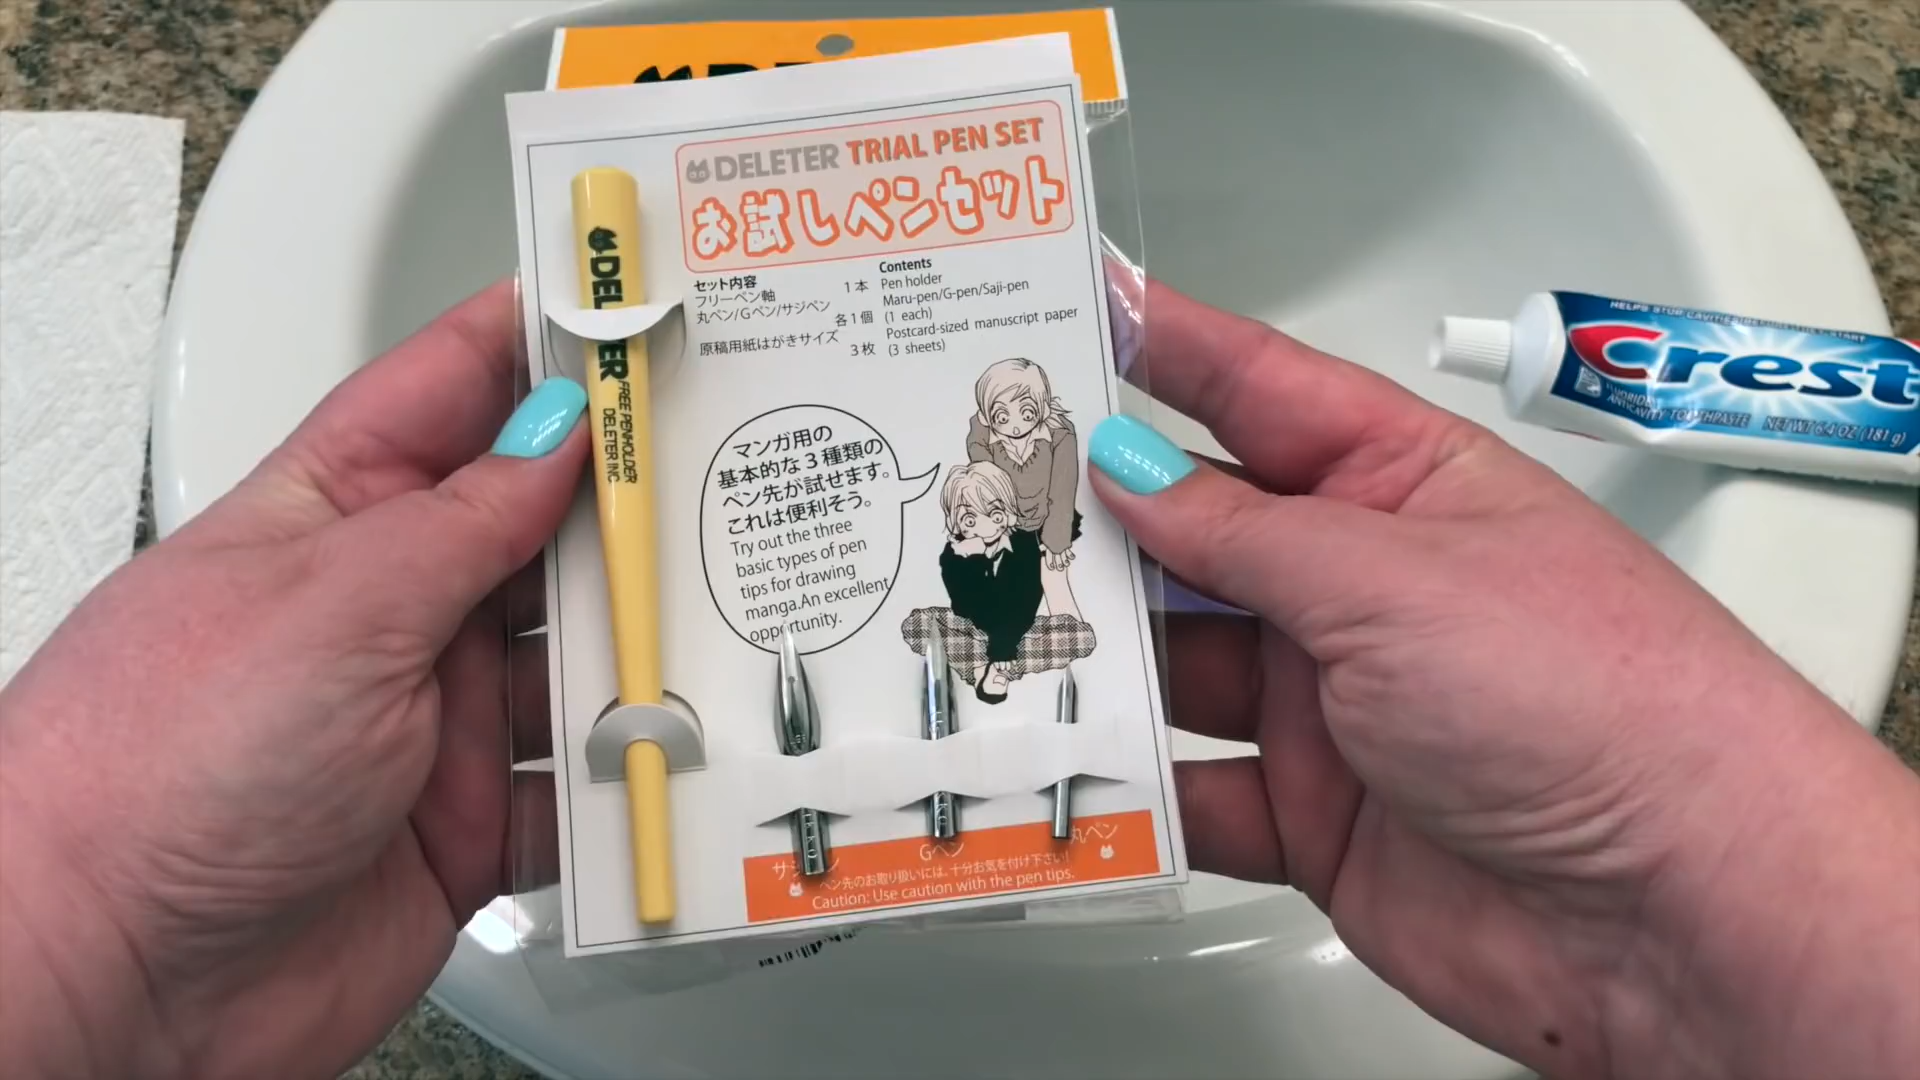 DELETER TRIAL PEN SET
お試しペンセット
セット内容
フリーペン軸 1本
丸ペン/Gペン/サジペン
各1個
原稿用紙はがきサイズ
3枚
Contents
Pen holder
Maru-pen/G-pen/Saji-pen
(1 each)
Postcard-sized manuscript paper
(3 sheets)
FREE PENHOLDER
DELETER INC
マンガ用の
基本的な3種類の
ペン先が試せます。
これは便利そう。
Try out the three
basic types of pen
tips for drawing
manga.An excellent
opportunity.
Gペン
丸ペン
ペン先のお取り扱いには、十分お気を付け下さい!
Caution: Use caution with the pen tips.
HELPS STOP CAVITIES BEFORE THEY START
Crest
FLUORIDE
ANTICAVITY TOOTHPASTE NET WT 6.4 OZ (181 g)